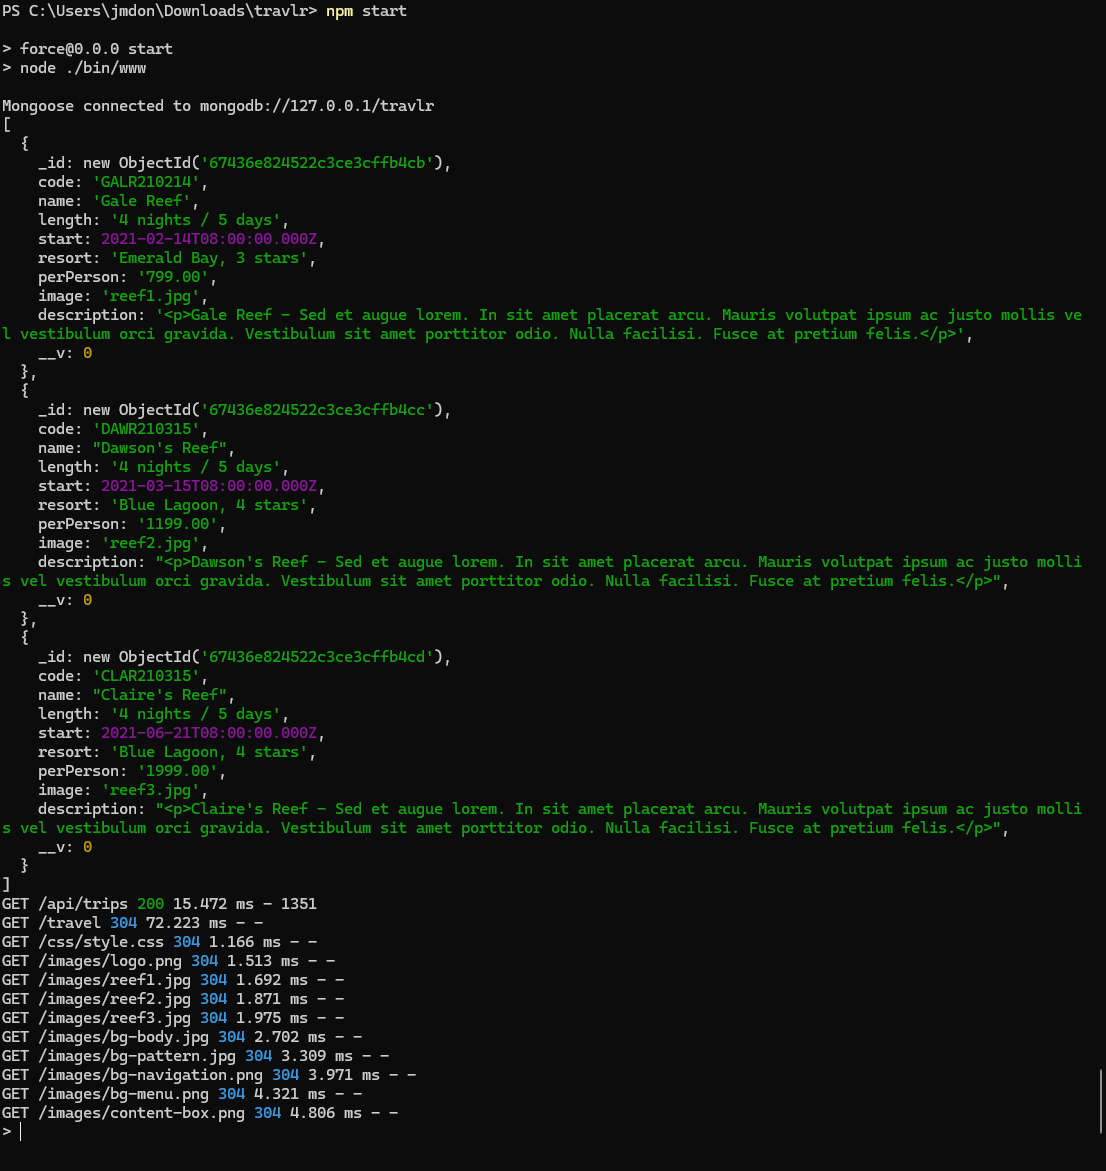 PS C:\Users\jmdon\Downloads\travlr> npm start

> force@0.0.0 start
> node ./bin/www

Mongoose connected to mongodb://127.0.0.1/travlr
[
  {
    _id: new ObjectId('67436e824522c3ce3cffb4cb'),
    code: 'GALR210214',
    name: 'Gale Reef',
    length: '4 nights / 5 days',
    start: 2021-02-14T08:00:00.000Z,
    resort: 'Emerald Bay, 3 stars',
    perPerson: '799.00',
    image: 'reef1.jpg',
    description: '<p>Gale Reef – Sed et augue lorem. In sit amet placerat arcu. Mauris volutpat ipsum ac justo mollis ve
l vestibulum orci gravida. Vestibulum sit amet porttitor odio. Nulla facilisi. Fusce at pretium felis.</p>',
    __v: 0
  },
  {
    _id: new ObjectId('67436e824522c3ce3cffb4cc'),
    code: 'DAWR210315',
    name: "Dawson's Reef",
    length: '4 nights / 5 days',
    start: 2021-03-15T08:00:00.000Z,
    resort: 'Blue Lagoon, 4 stars',
    perPerson: '1199.00',
    image: 'reef2.jpg',
    description: "<p>Dawson's Reef – Sed et augue lorem. In sit amet placerat arcu. Mauris volutpat ipsum ac justo molli
s vel vestibulum orci gravida. Vestibulum sit amet porttitor odio. Nulla facilisi. Fusce at pretium felis.</p>",
    __v: 0
  },
  {
    _id: new ObjectId('67436e824522c3ce3cffb4cd'),
    code: 'CLAR210315',
    name: "Claire's Reef",
    length: '4 nights / 5 days',
    start: 2021-06-21T08:00:00.000Z,
    resort: 'Blue Lagoon, 4 stars',
    perPerson: '1999.00',
    image: 'reef3.jpg',
    description: "<p>Claire's Reef – Sed et augue lorem. In sit amet placerat arcu. Mauris volutpat ipsum ac justo molli
s vel vestibulum orci gravida. Vestibulum sit amet porttitor odio. Nulla facilisi. Fusce at pretium felis.</p>",
    __v: 0
  }
]
GET /api/trips 200 15.472 ms - 1351
GET /travel 304 72.223 ms - -
GET /css/style.css 304 1.166 ms - -
GET /images/logo.png 304 1.513 ms - -
GET /images/reef1.jpg 304 1.692 ms - -
GET /images/reef2.jpg 304 1.871 ms - -
GET /images/reef3.jpg 304 1.975 ms - -
GET /images/bg-body.jpg 304 2.702 ms - -
GET /images/bg-pattern.jpg 304 3.309 ms - -
GET /images/bg-navigation.png 304 3.971 ms - -
GET /images/bg-menu.png 304 4.321 ms - -
GET /images/content-box.png 304 4.806 ms - -
>